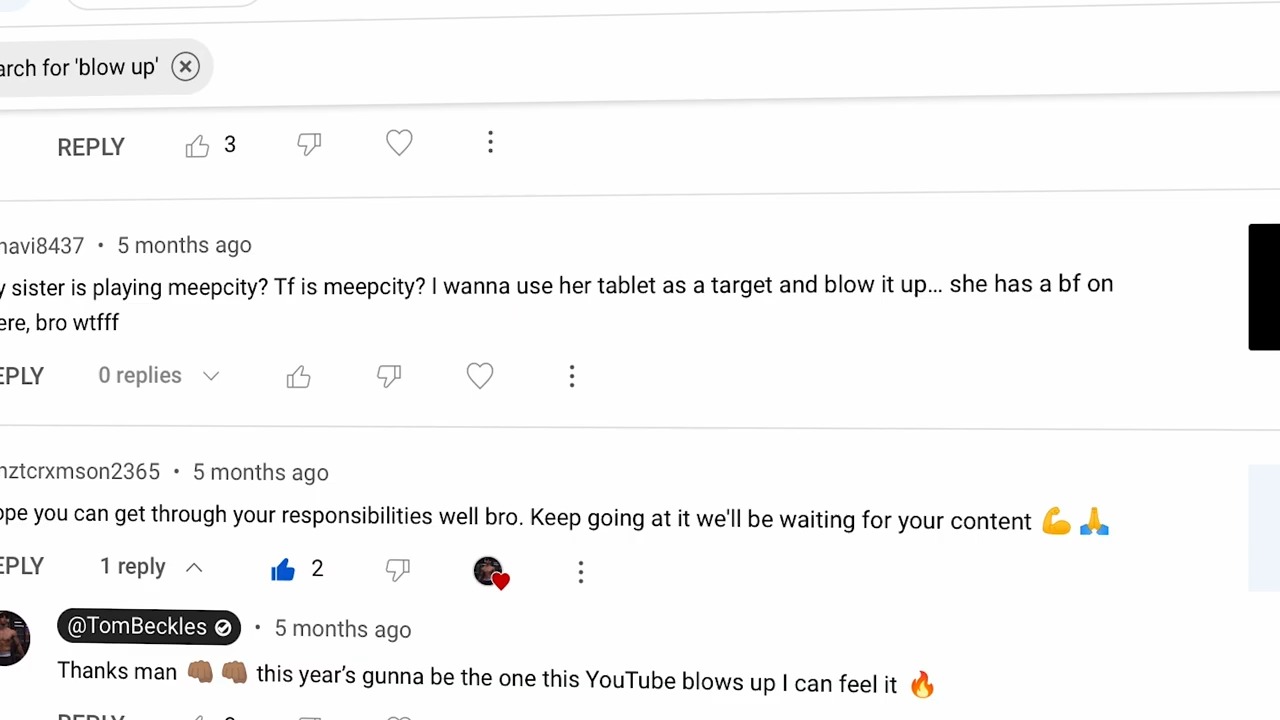 arch for 'blow up'
REPLY 3
navi8437 • 5 months ago
y sister is playing meepcity? Tf is meepcity? I wanna use her tablet as a target and blow it up... she has a bf on
ere, bro wtfff
EPLY 0 replies
nztcrxmson2365 • 5 months ago
ope you can get through your responsibilities well bro. Keep going at it we'll be waiting for your content 💪 🙏
EPLY 1 reply 2
@TomBeckles • 5 months ago
Thanks man 👊🏽 👊🏽 this year's gunna be the one this YouTube blows up I can feel it 🔥
REPLY